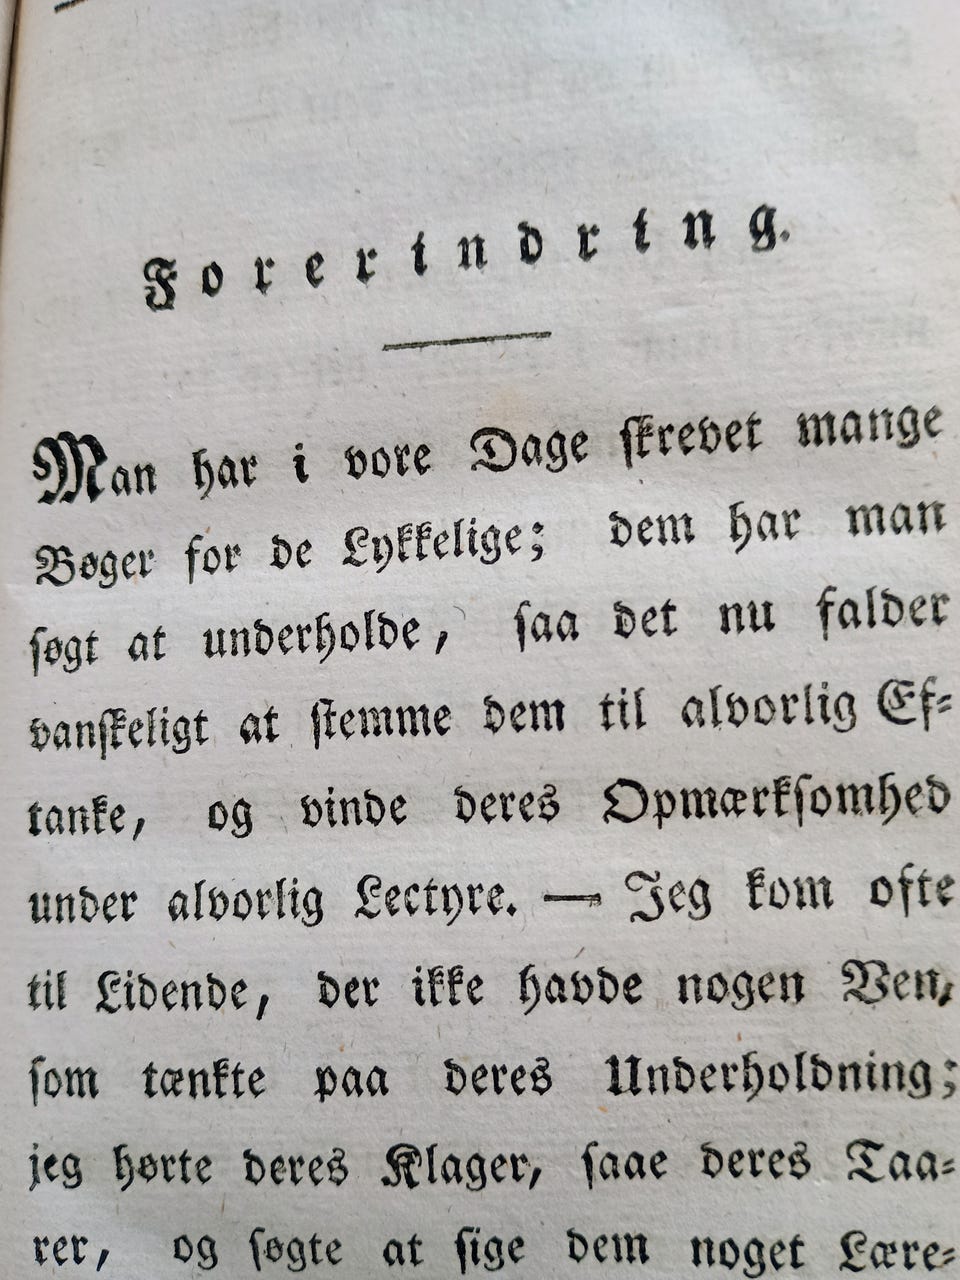 Forerindring.
Man har i vore Dage skrevet mange
Bøger for de Lykkelige; dem har man
søgt at underholde, saa det nu falder
vanskeligt at stemme dem til alvorlig Ef-
tanke, og vinde deres Opmærksomhed
under alvorlig Lectyre. — Jeg kom ofte
til Lidende, der ikke havde nogen Ven,
som tænkte paa deres Underholdning;
jeg hørte deres Klager, saae deres Taa-
rer, og søgte at sige dem noget Lære-